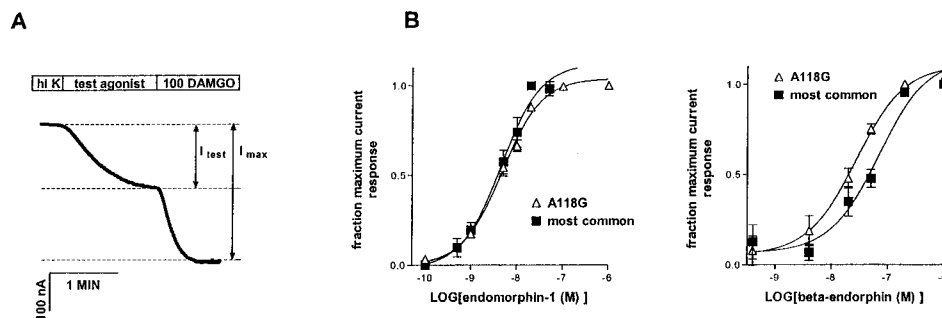 A
hi K test agonist 100 DAMGO
I test
I max
100 nA
1 MIN
B
fraction maximum current
response
1.0
0.5
0.0
A118G
most common
-10 -9 -8 -7 -6
LOG[endomorphin-1 (M) ]
fraction maximum current
response
1.0
0.5
0.0
A118G
most common
-9 -8 -7 -6
LOG[beta-endorphin (M) ]